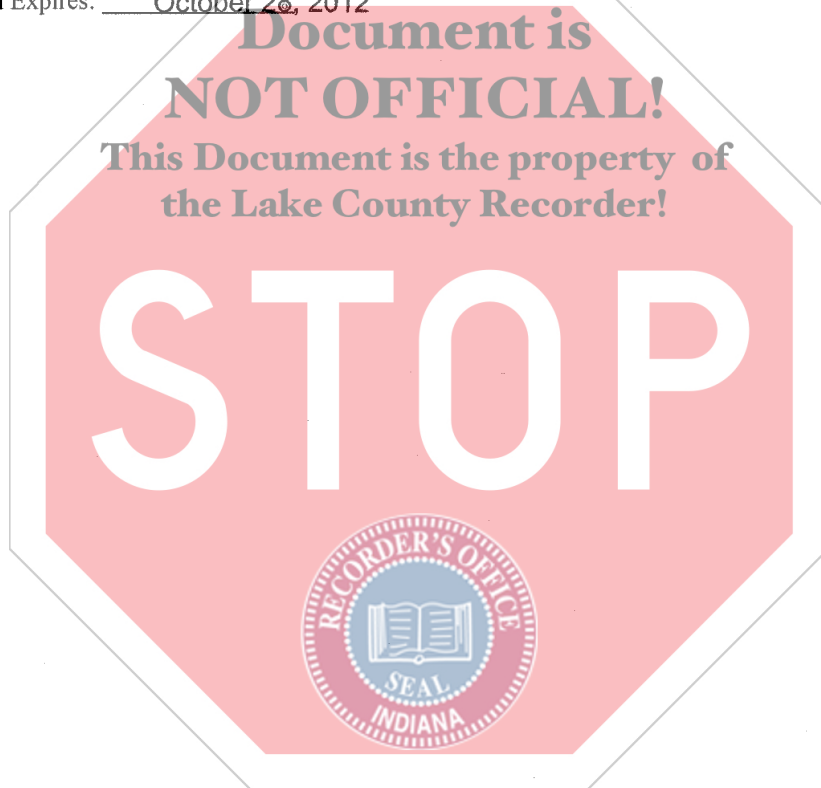 Expires: October 26, 2012
Document is
NOT OFFICIAL!
This Document is the property of
the Lake County Recorder!
STOP
RECORDER'S OFFICE
SEAL
INDIANA